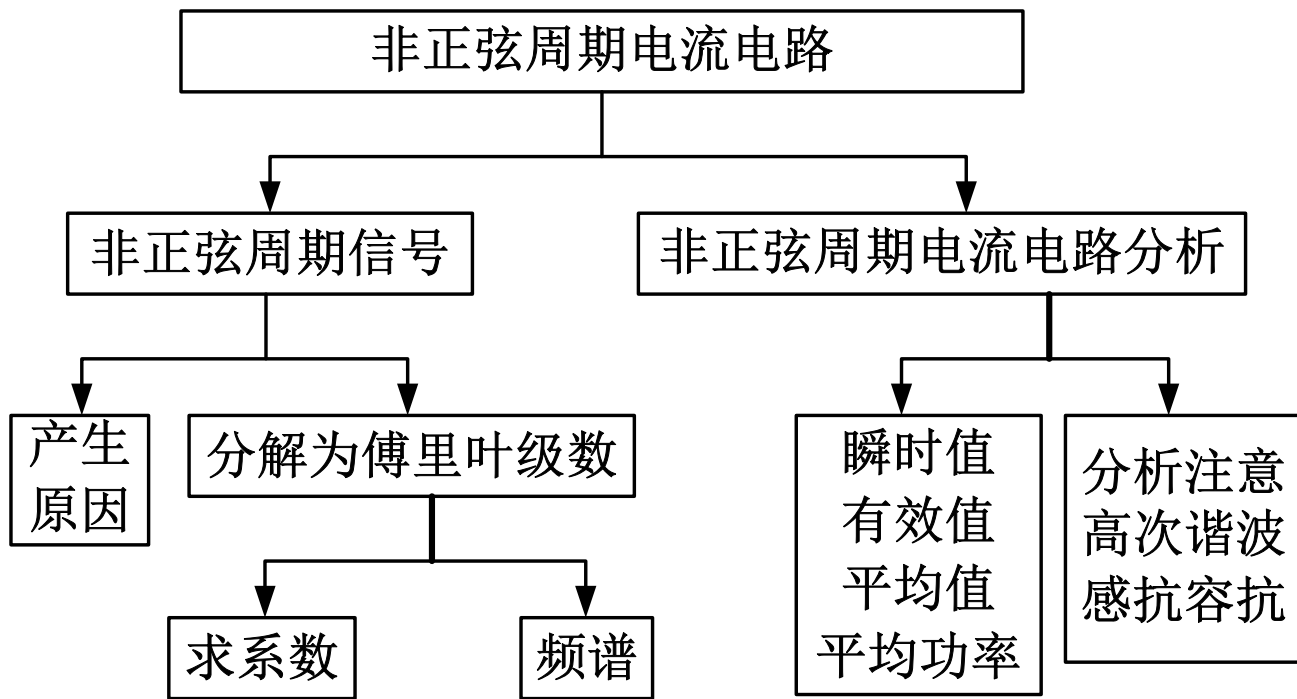 非正弦周期电流电路
非正弦周期信号
非正弦周期电流电路分析
产生
原因
分解为傅里叶级数
瞬时值
有效值
平均值
平均功率
分析注意
高次谐波
感抗容抗
求系数
频谱